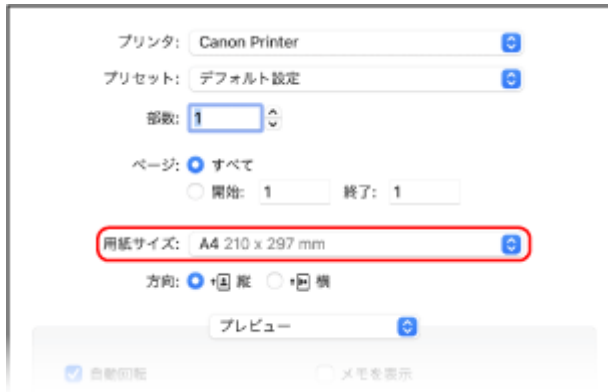 プリンタ: Canon Printer
プリセット: デフォルト設定
部数: 1
ページ: すべて
開始: 1 終了: 1
用紙サイズ: A4 210 x 297 mm
方向: 縦 横
プレビュー
自動回転 メモを表示